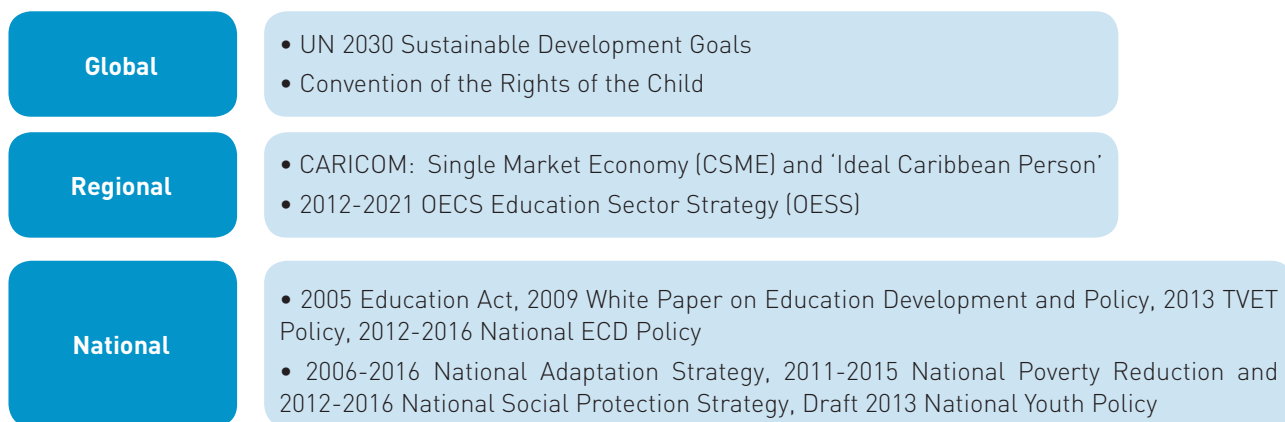 Global
• UN 2030 Sustainable Development Goals
• Convention of the Rights of the Child
Regional
• CARICOM: Single Market Economy (CSME) and ‘Ideal Caribbean Person’
• 2012-2021 OECS Education Sector Strategy (OESS)
National
• 2005 Education Act, 2009 White Paper on Education Development and Policy, 2013 TVET
Policy, 2012-2016 National ECD Policy
• 2006-2016 National Adaptation Strategy, 2011-2015 National Poverty Reduction and
2012-2016 National Social Protection Strategy, Draft 2013 National Youth Policy